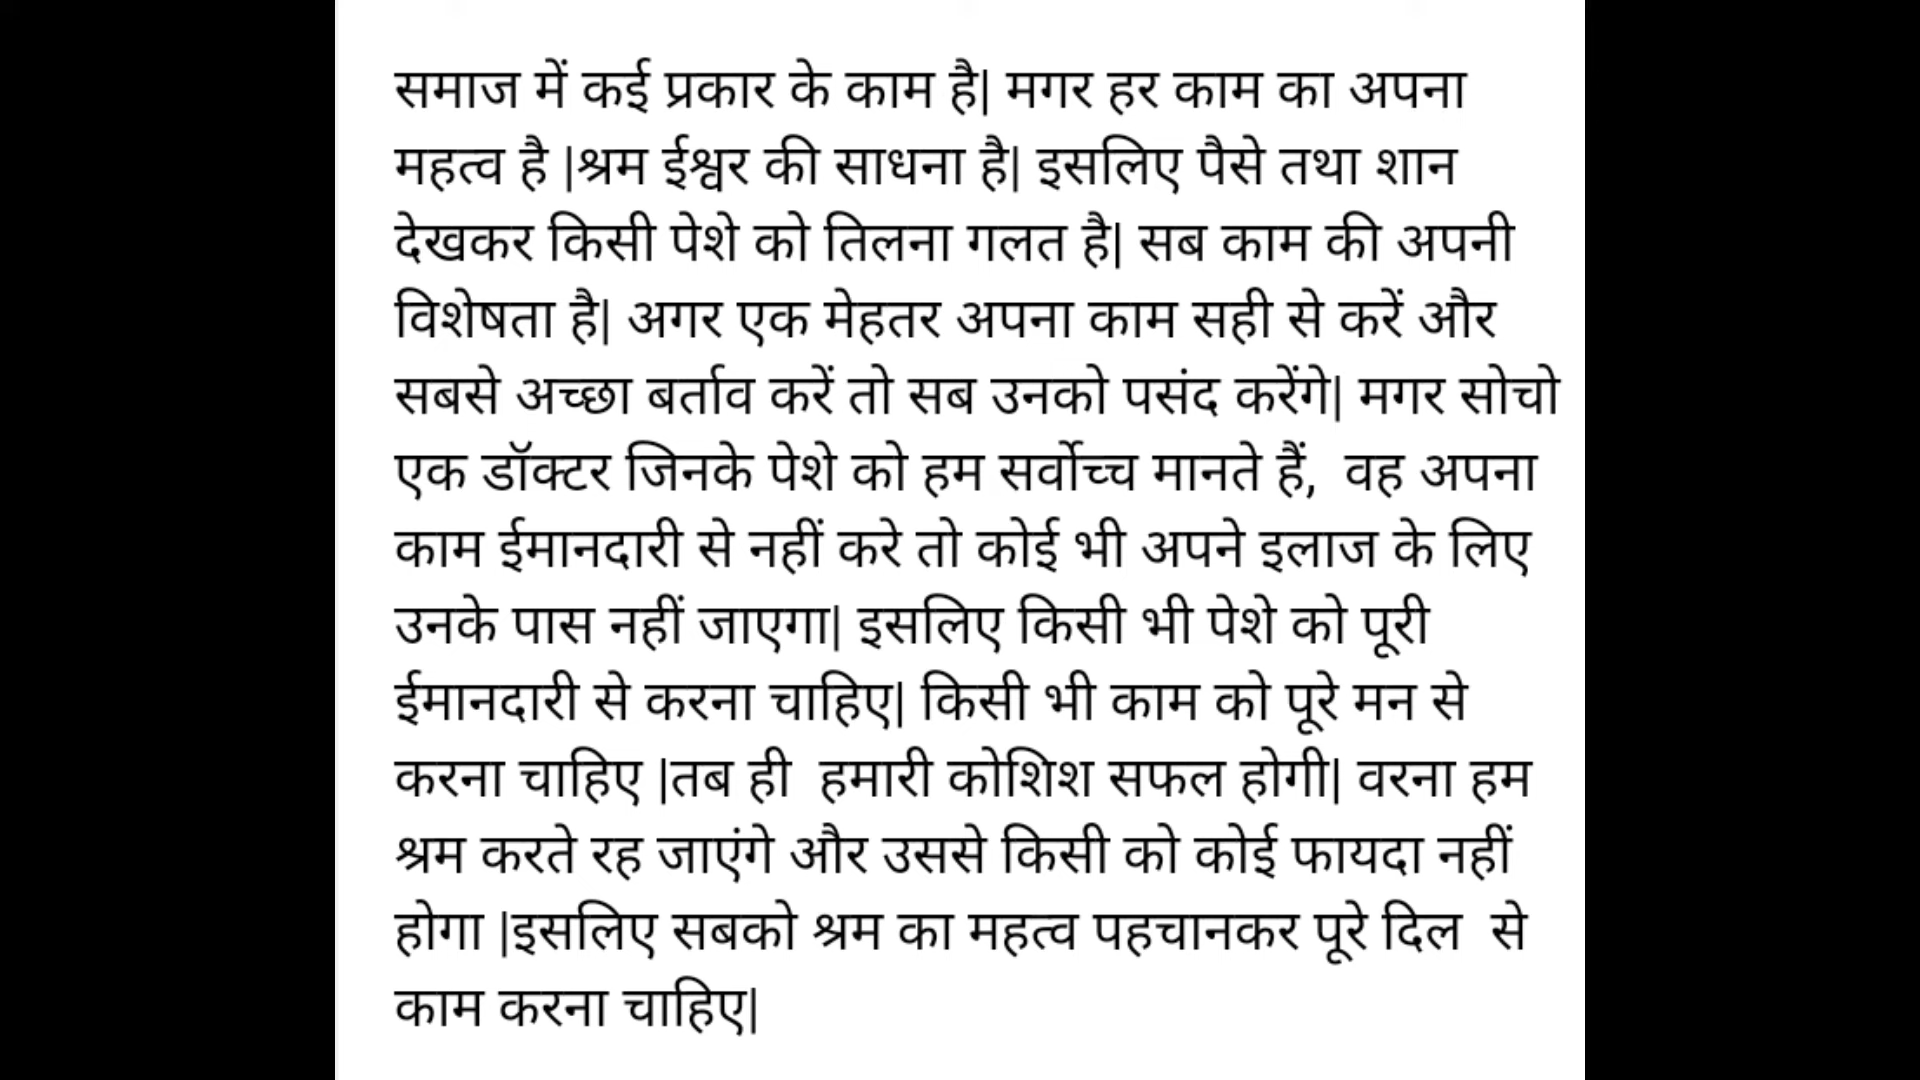 समाज में कई प्रकार के काम है| मगर हर काम का अपना
महत्व है |श्रम ईश्वर की साधना है| इसलिए पैसे तथा शान
देखकर किसी पेशे को तिलना गलत है| सब काम की अपनी
विशेषता है| अगर एक मेहतर अपना काम सही से करें और
सबसे अच्छा बर्ताव करें तो सब उनको पसंद करेंगे| मगर सोचो
एक डॉक्टर जिनके पेशे को हम सर्वोच्च मानते हैं, वह अपना
काम ईमानदारी से नहीं करे तो कोई भी अपने इलाज के लिए
उनके पास नहीं जाएगा| इसलिए किसी भी पेशे को पूरी
ईमानदारी से करना चाहिए| किसी भी काम को पूरे मन से
करना चाहिए |तब ही हमारी कोशिश सफल होगी| वरना हम
श्रम करते रह जाएंगे और उससे किसी को कोई फायदा नहीं
होगा |इसलिए सबको श्रम का महत्व पहचानकर पूरे दिल से
काम करना चाहिए|